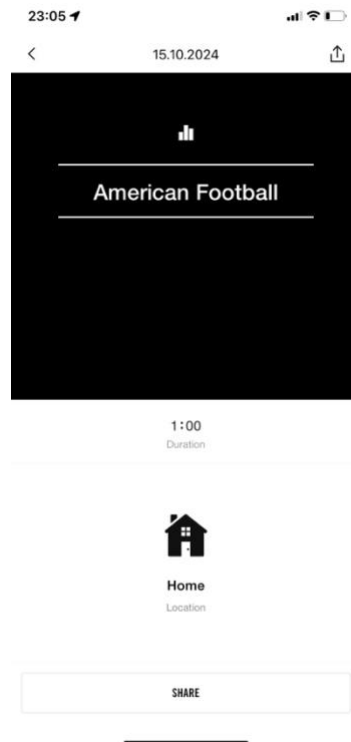 23:05
15.10.2024
American Football
1:00
Duration
Home
Location
SHARE